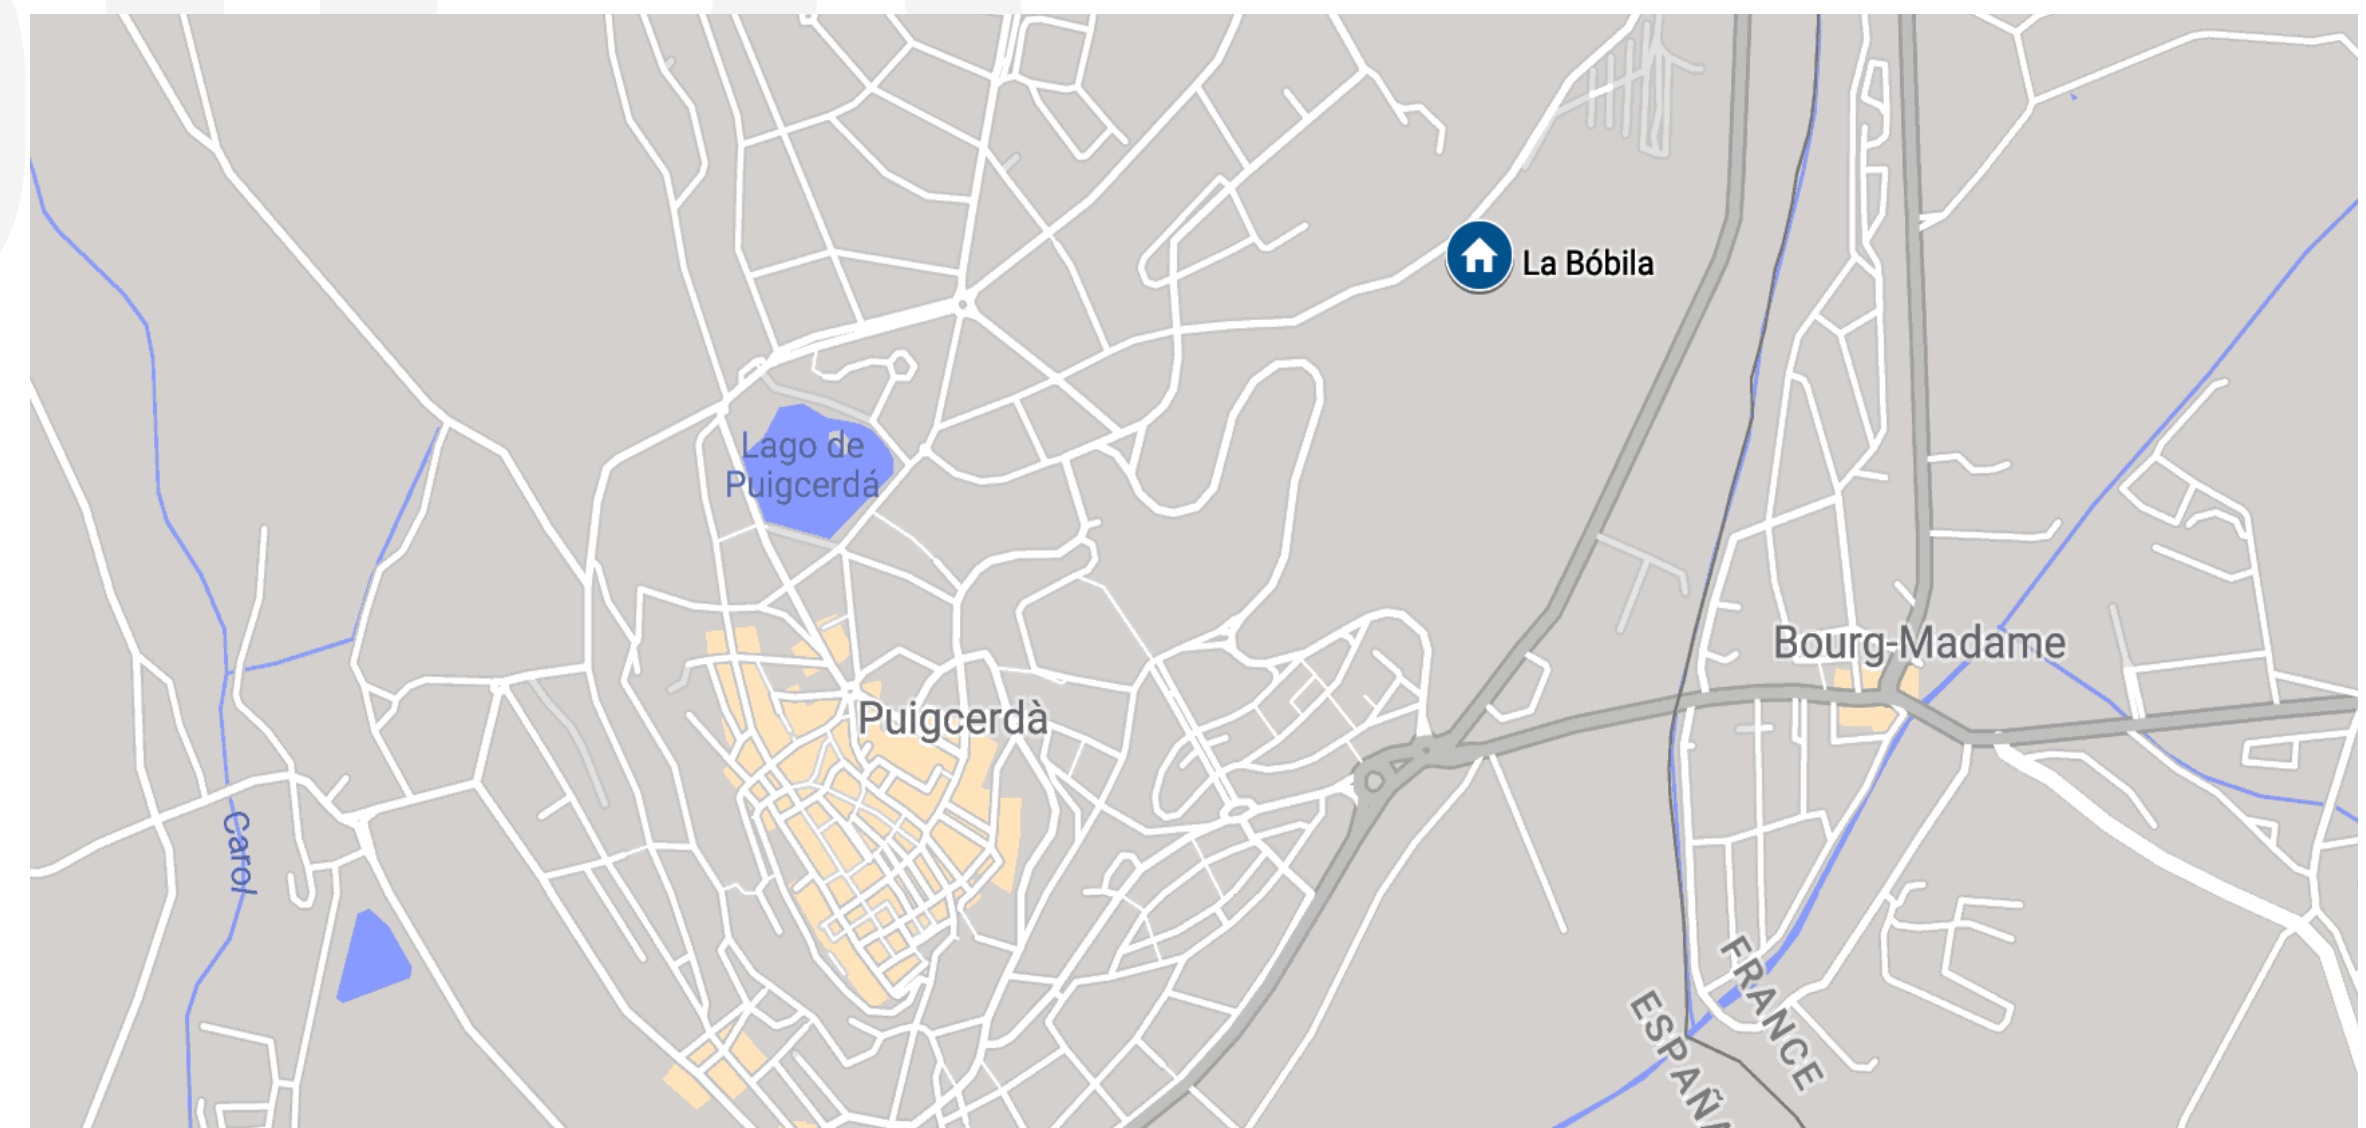 La Bóbila
Lago de
Puigcerdá
Bourg-Madame
Puigcerdà
Carol
FRANCE
ESPAÑA